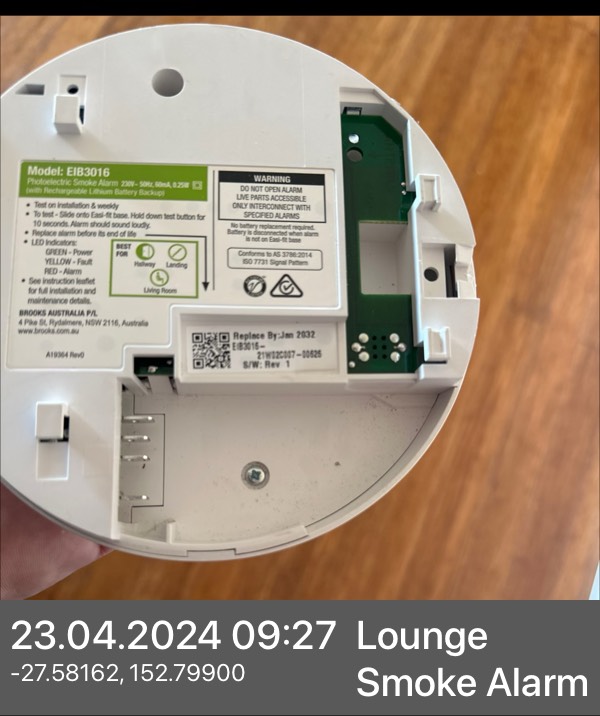 Model: EIB3016
Photoelectric Smoke Alarm 230V~ 50Hz, 60mA, 0.25W
(with Rechargeable Lithium Battery Backup)
• Test on installation & weekly
• To test - Slide onto Easi-fit base. Hold down test button for
10 seconds. Alarm should sound loudly.
• Replace alarm before its end of life
• LED Indicators:
GREEN - Power
YELLOW - Fault
RED - Alarm
• See instruction leaflet
for full installation and
maintenance details.
BEST
FOR
Hallway
Landing
Living Room
BROOKS AUSTRALIA P/L
4 Pike St, Rydalmere, NSW 2116, Australia
www.brooks.com.au
A19364 Rev0
WARNING
DO NOT OPEN ALARM
LIVE PARTS ACCESSIBLE
ONLY INTERCONNECT WITH
SPECIFIED ALARMS
No battery replacement required.
Battery is disconnected when alarm
is not on Easi-fit base
Conforms to AS 3786:2014
ISO 7731 Signal Pattern
Replace By:Jan 2032
EIB3016-
S/W: Rev 1
23.04.2024 09:27
-27.58162, 152.79900
Lounge
Smoke Alarm